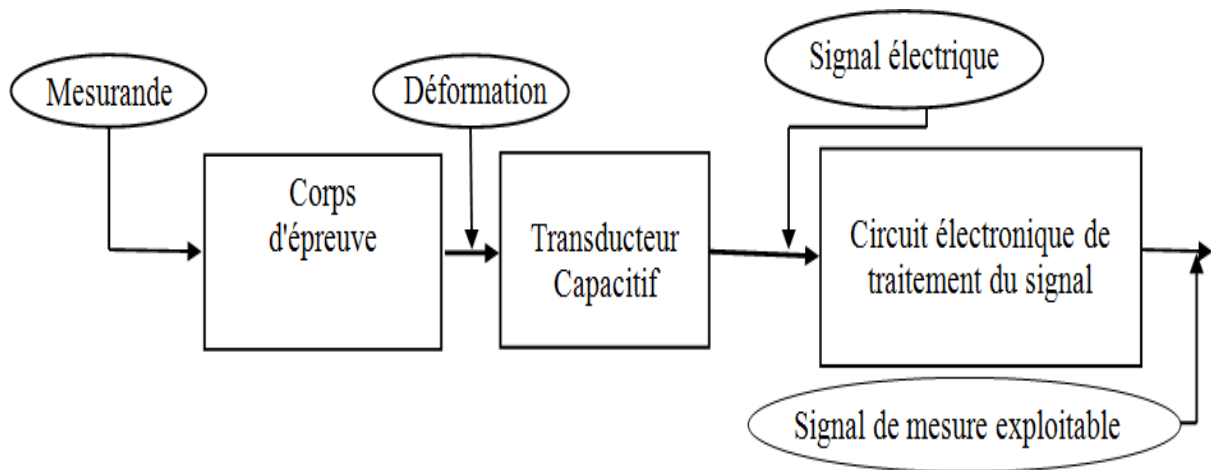 Mesurande
Déformation
Signal électrique
Corps
d'épreuve
Transducteur
Capacitif
Circuit électronique de
traitement du signal
Signal de mesure exploitable